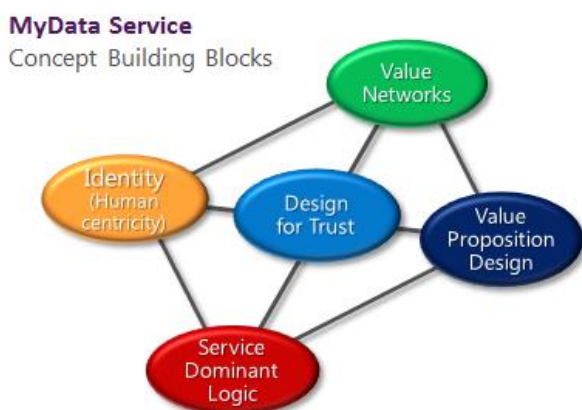 MyData Service
Concept Building Blocks
Value
Networks
Identity
(Human
centricity)
Design
for Trust
Value
Proposition
Design
Service
Dominant
Logic